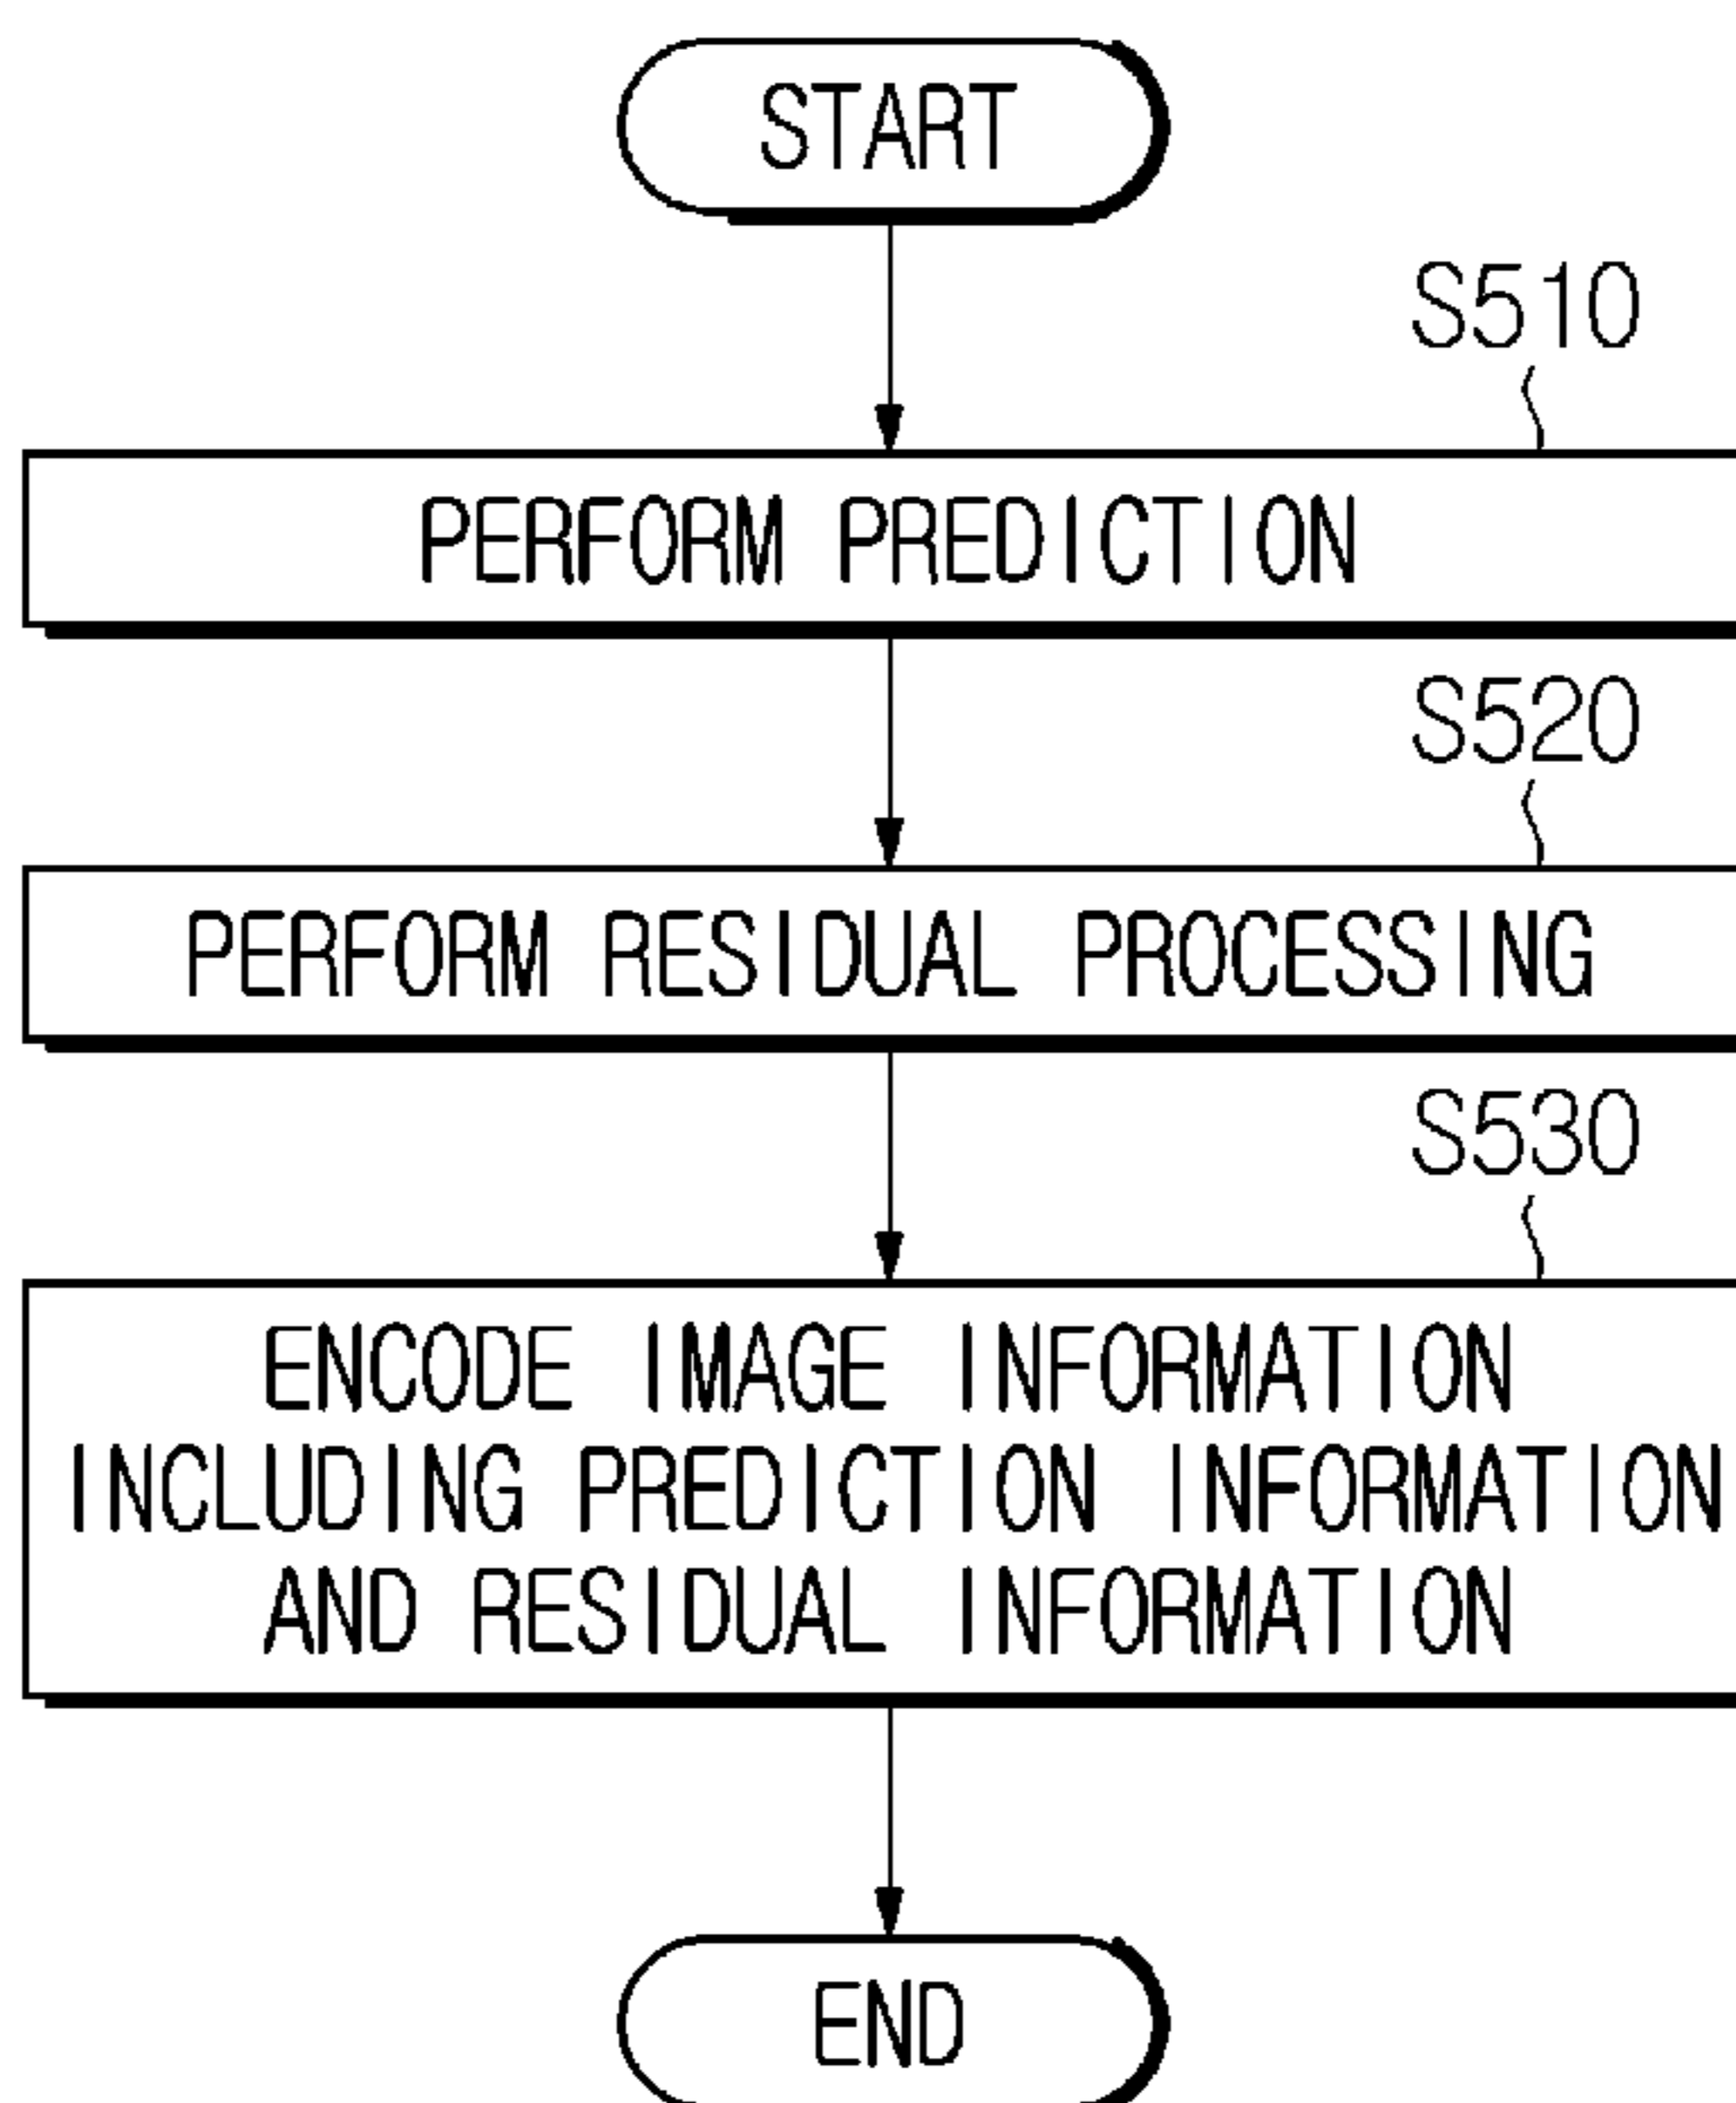 START
S510
PERFORM PREDICTION
S520
PERFORM RESIDUAL PROCESSING
S530
ENCODE IMAGE INFORMATION
INCLUDING PREDICTION INFORMATION
AND RESIDUAL INFORMATION
END